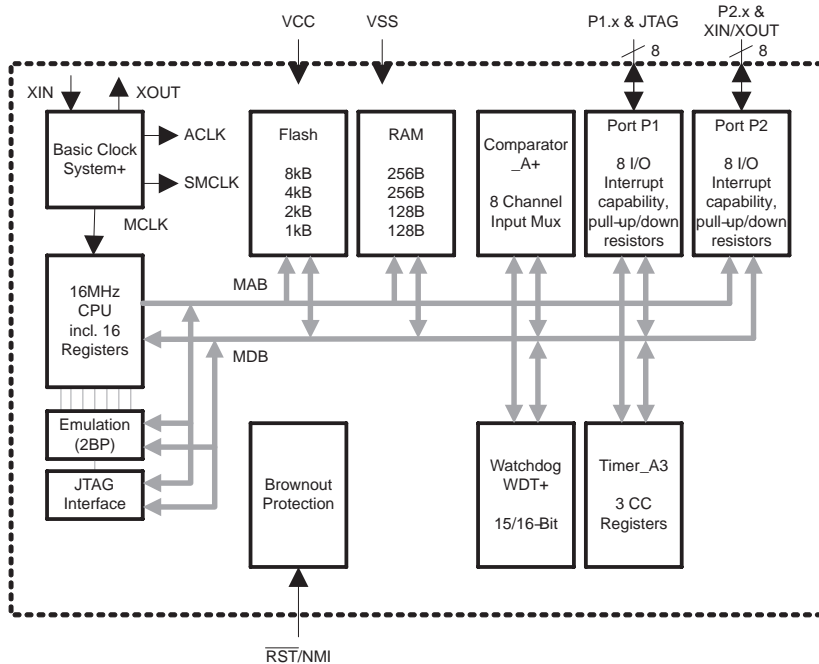 VCC
VSS
P1.x & JTAG
8
P2.x &
XIN/XOUT
8
XIN
XOUT
Basic Clock
System+
ACLK
SMCLK
MCLK
Flash
8kB
4kB
2kB
1kB
RAM
256B
256B
128B
128B
Comparator
_A+
8 Channel
Input Mux
Port P1
8 I/O
Interrupt
capability,
pull-up/down
resistors
Port P2
8 I/O
Interrupt
capability,
pull-up/down
resistors
16MHz
CPU
incl. 16
Registers
MAB
MDB
Emulation
(2BP)
JTAG
Interface
Brownout
Protection
Watchdog
WDT+
15/16-Bit
Timer_A3
3 CC
Registers
RST/NMI